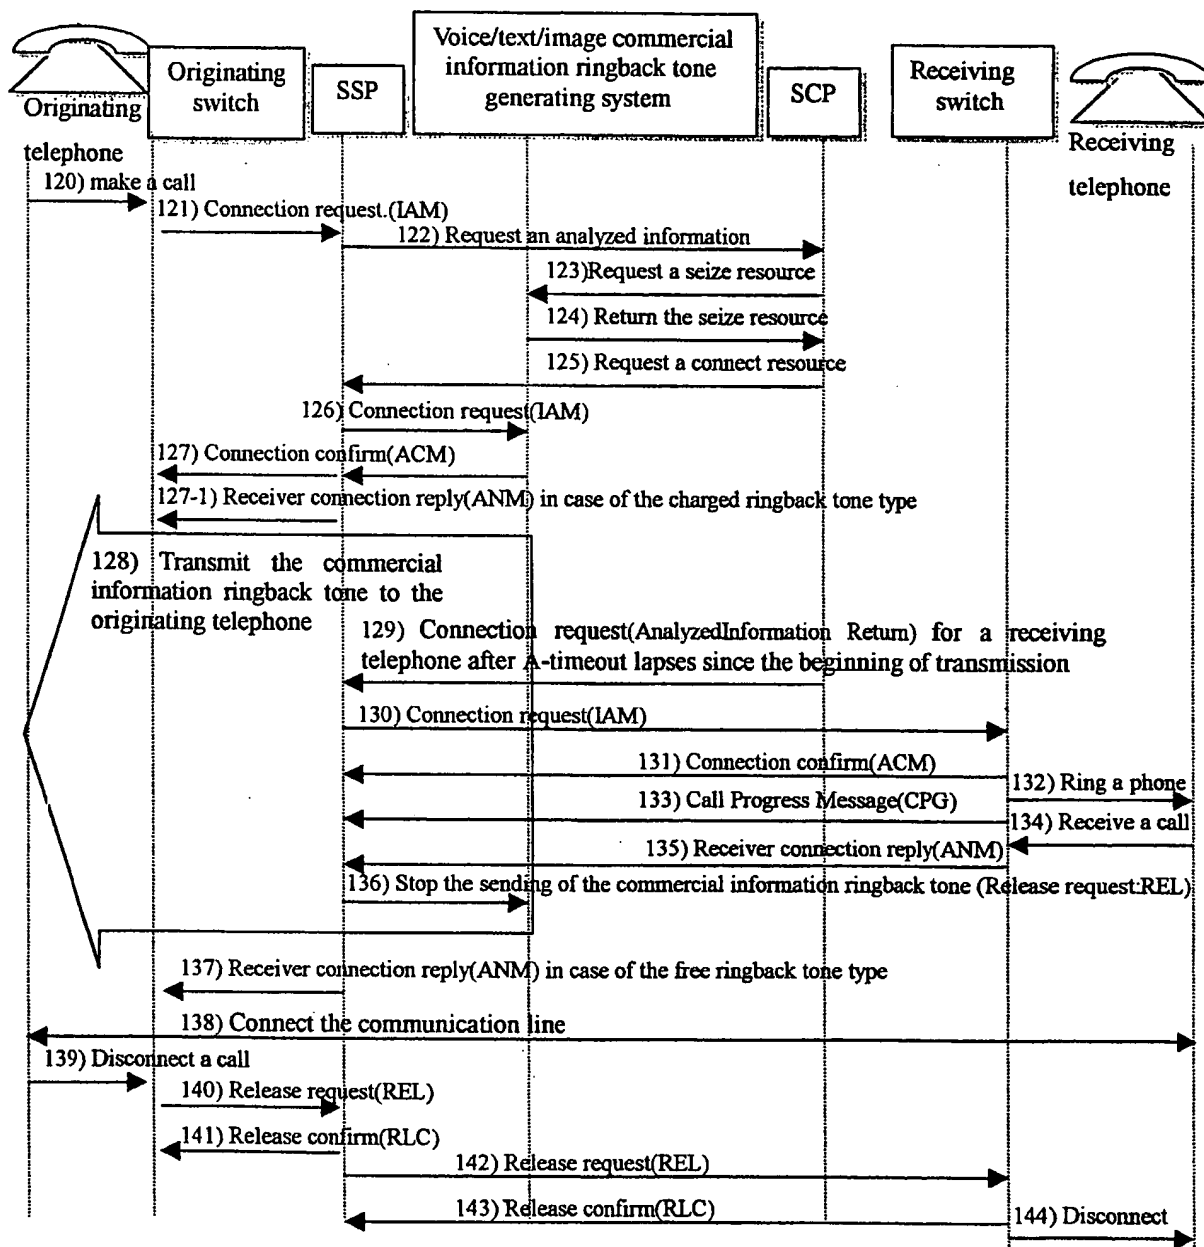 Originating
telephone
Originating
switch
SSP
Voice/text/image commercial
information ringback tone
generating system
SCP
Receiving
switch
Receiving
telephone
120) make a call
121) Connection request.(IAM)
122) Request an analyzed information
123)Request a seize resource
124) Return the seize resource
125) Request a connect resource
126) Connection request(IAM)
127) Connection confirm(ACM)
127-1) Receiver connection reply(ANM) in case of the charged ringback tone type
128) Transmit the commercial
information ringback tone to the
originating telephone
129) Connection request(AnalyzedInformation Return) for a receiving
telephone after A-timeout lapses since the beginning of transmission
130) Connection request(IAM)
131) Connection confirm(ACM)
132) Ring a phone
133) Call Progress Message(CPG)
134) Receive a call
135) Receiver connection reply(ANM)
136) Stop the sending of the commercial information ringback tone (Release request:REL)
137) Receiver connection reply(ANM) in case of the free ringback tone type
138) Connect the communication line
139) Disconnect a call
140) Release request(REL)
141) Release confirm(RLC)
142) Release request(REL)
143) Release confirm(RLC)
144) Disconnect